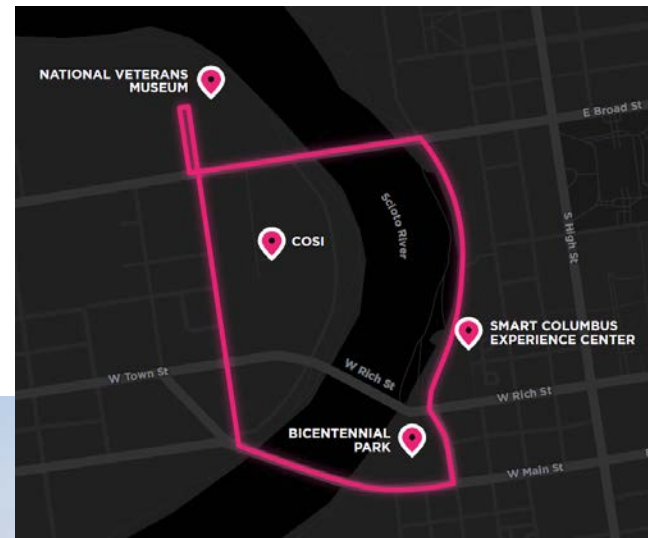 NATIONAL VETERANS
MUSEUM
E Broad St
Scioto River
S High St
COSI
SMART COLUMBUS
EXPERIENCE CENTER
W Rich St
W Town St
W Rich St
BICENTENNIAL
PARK
W Main St